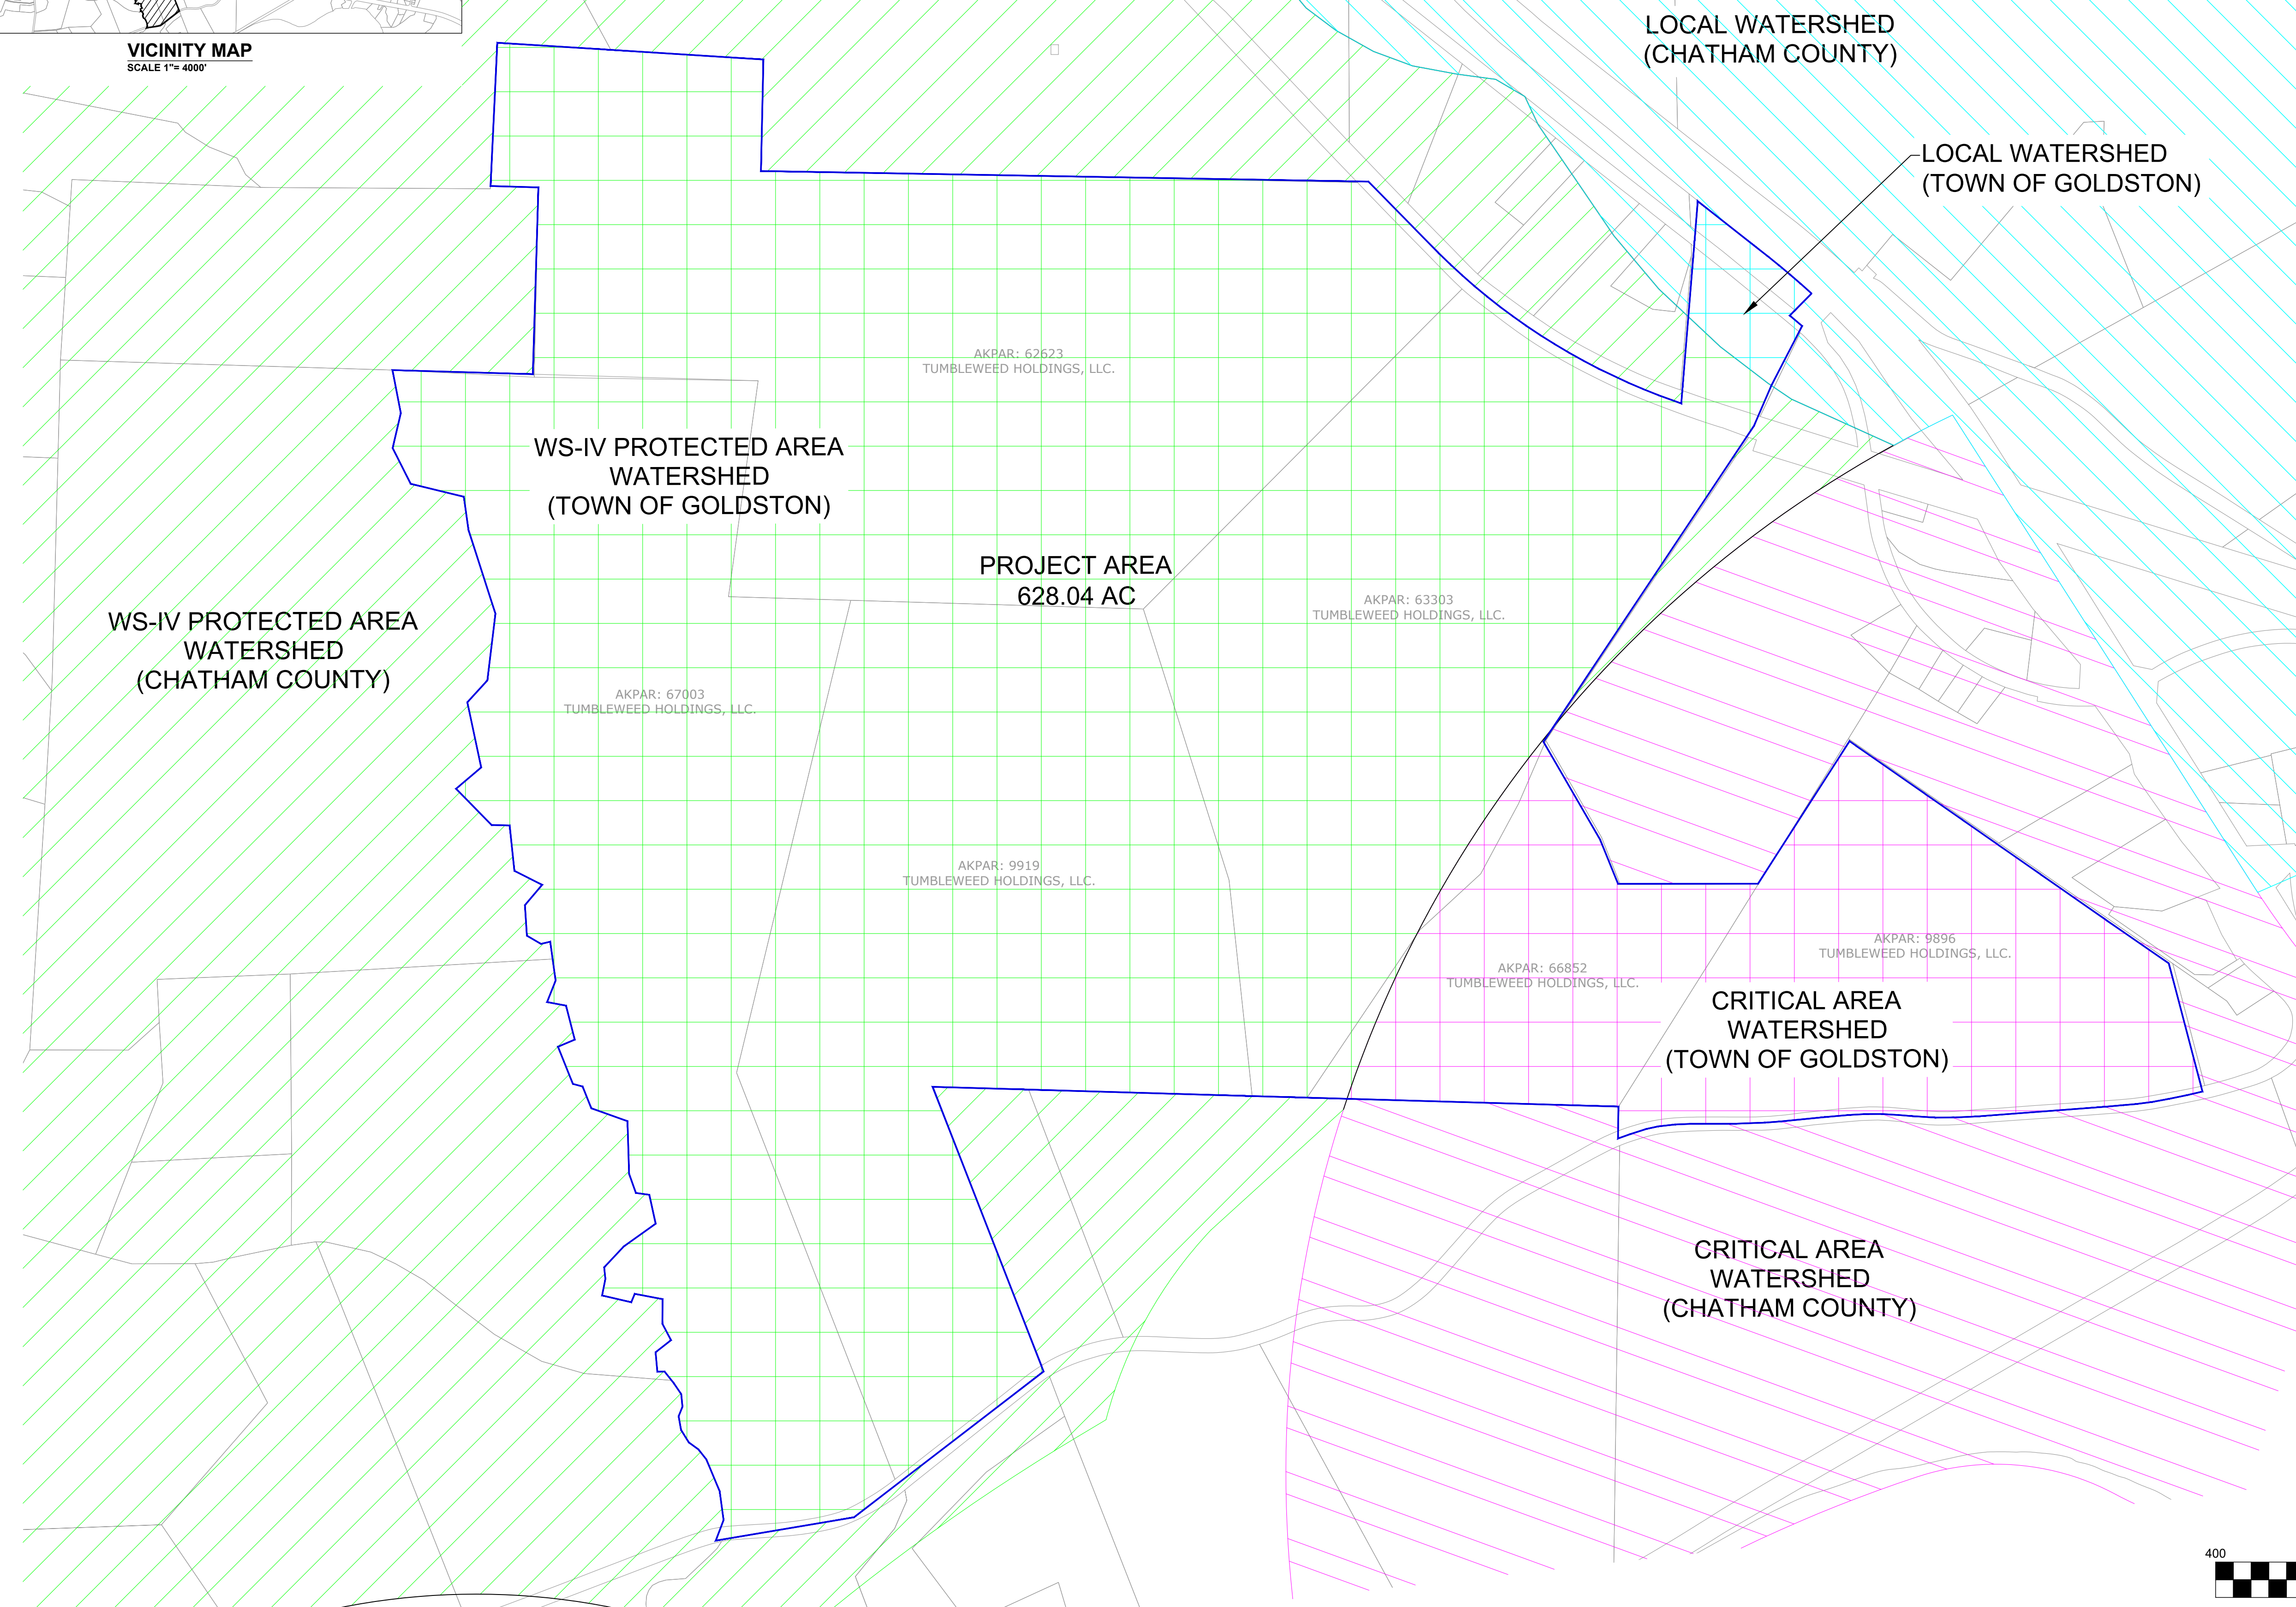 VICINITY MAP
SCALE 1"= 4000'
LOCAL WATERSHED
(CHATHAM COUNTY)
LOCAL WATERSHED
(TOWN OF GOLDSTON)
AKPAR: 62623
TUMBLEWEED HOLDINGS, LLC.
WS-IV PROTECTED AREA
WATERSHED
(TOWN OF GOLDSTON)
PROJECT AREA
628.04 AC
AKPAR: 63303
TUMBLEWEED HOLDINGS, LLC.
WS-IV PROTECTED AREA
WATERSHED
(CHATHAM COUNTY)
AKPAR: 67003
TUMBLEWEED HOLDINGS, LLC.
AKPAR: 9919
TUMBLEWEED HOLDINGS, LLC.
AKPAR: 66852
TUMBLEWEED HOLDINGS, LLC.
AKPAR: 9896
TUMBLEWEED HOLDINGS, LLC.
CRITICAL AREA
WATERSHED
(TOWN OF GOLDSTON)
CRITICAL AREA
WATERSHED
(CHATHAM COUNTY)
400